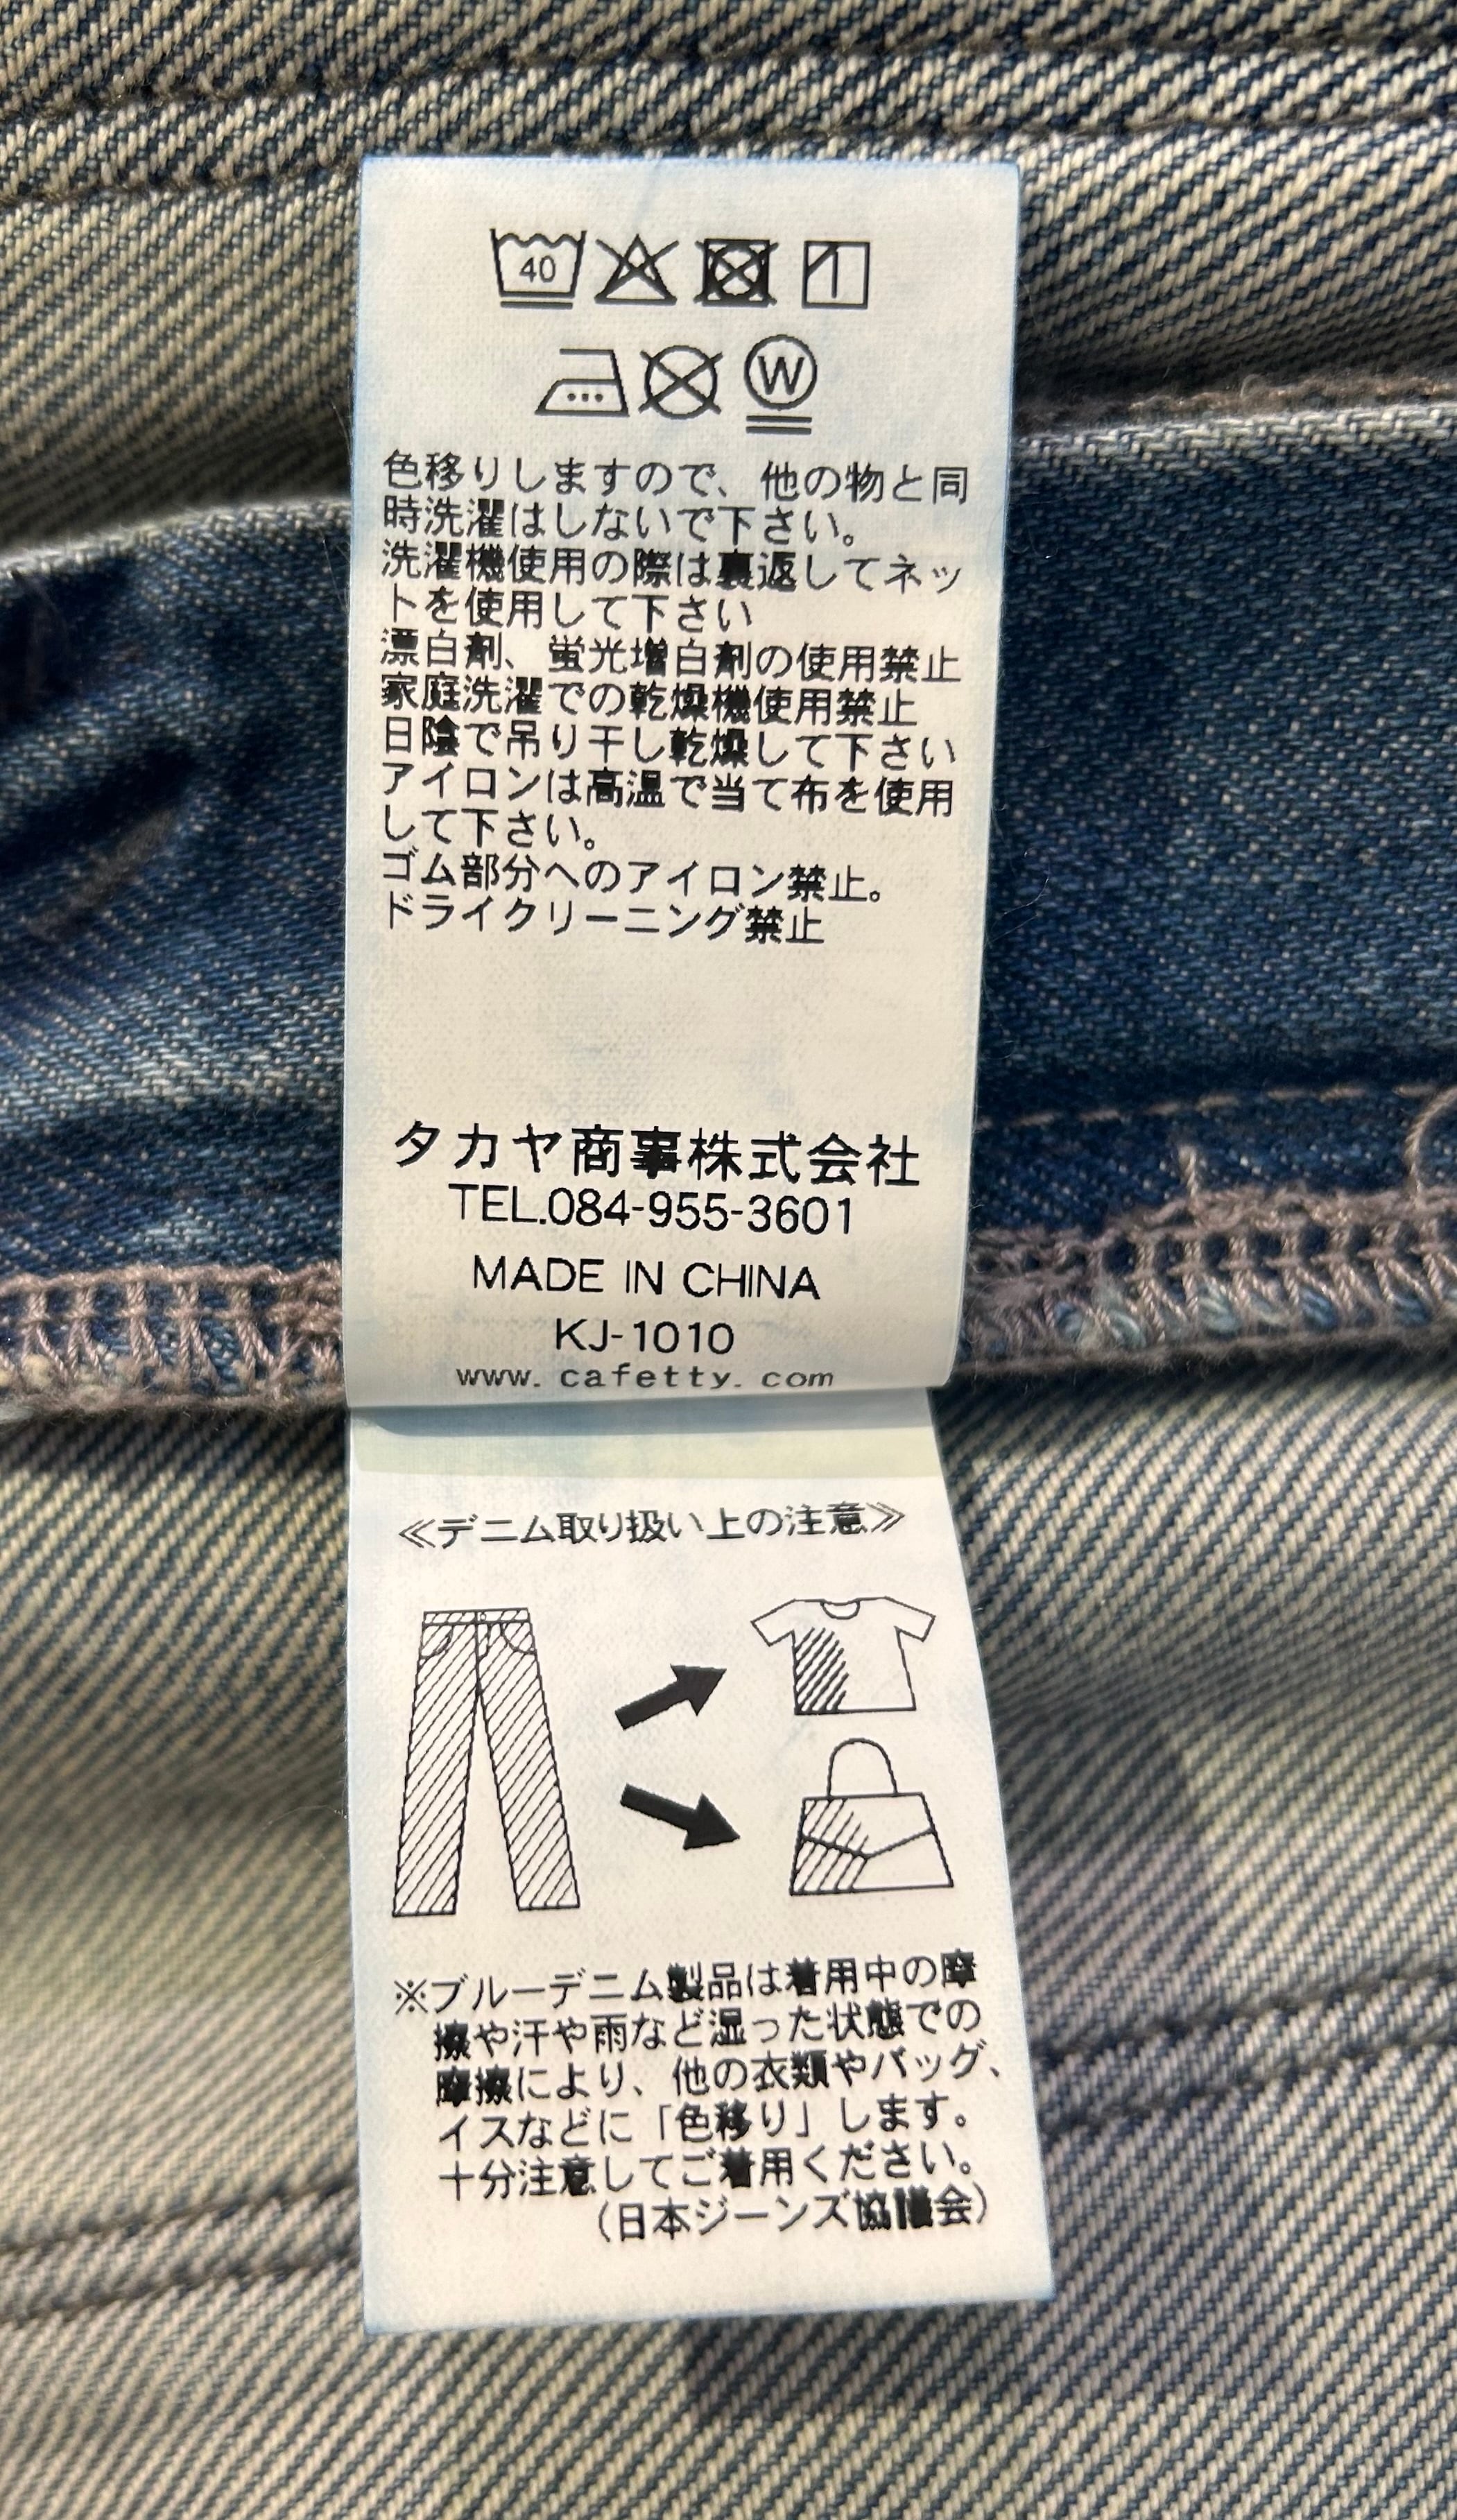 40
W
色移りしますので、他の物と同
時洗濯はしないで下さい。
洗濯機使用の際は裏返してネッ
トを使用して下さい
漂白剤、蛍光増白剤の使用禁止
家庭洗濯での乾燥機使用禁止
日陰で吊り干し乾燥して下さい
アイロンは高温で当て布を使用
して下さい。
ゴム部分へのアイロン禁止。
ドライクリーニング禁止
タカヤ商事株式会社
TEL.084-955-3601
MADE IN CHINA
KJ-1010
www.cafetty.com
≪デニム取り扱い上の注意≫
※ブルーデニム製品は着用中の摩
擦や汗や雨など湿った状態での
摩擦により、他の衣類やバッグ、
イスなどに「色移り」します。
十分注意してご着用ください。
(日本ジーンズ協議会)